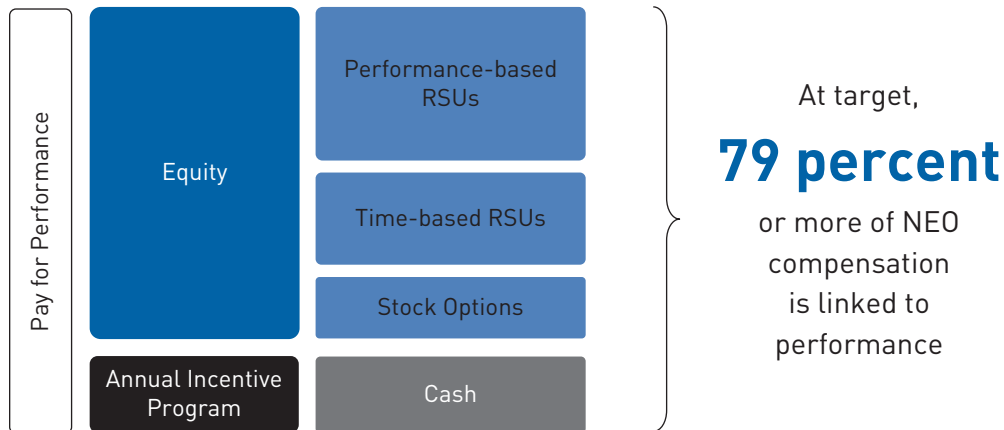 Pay for Performance
Equity
Performance-based
RSUs
Time-based RSUs
Stock Options
Annual Incentive
Program
Cash
At target,
79 percent
or more of NEO
compensation
is linked to
performance